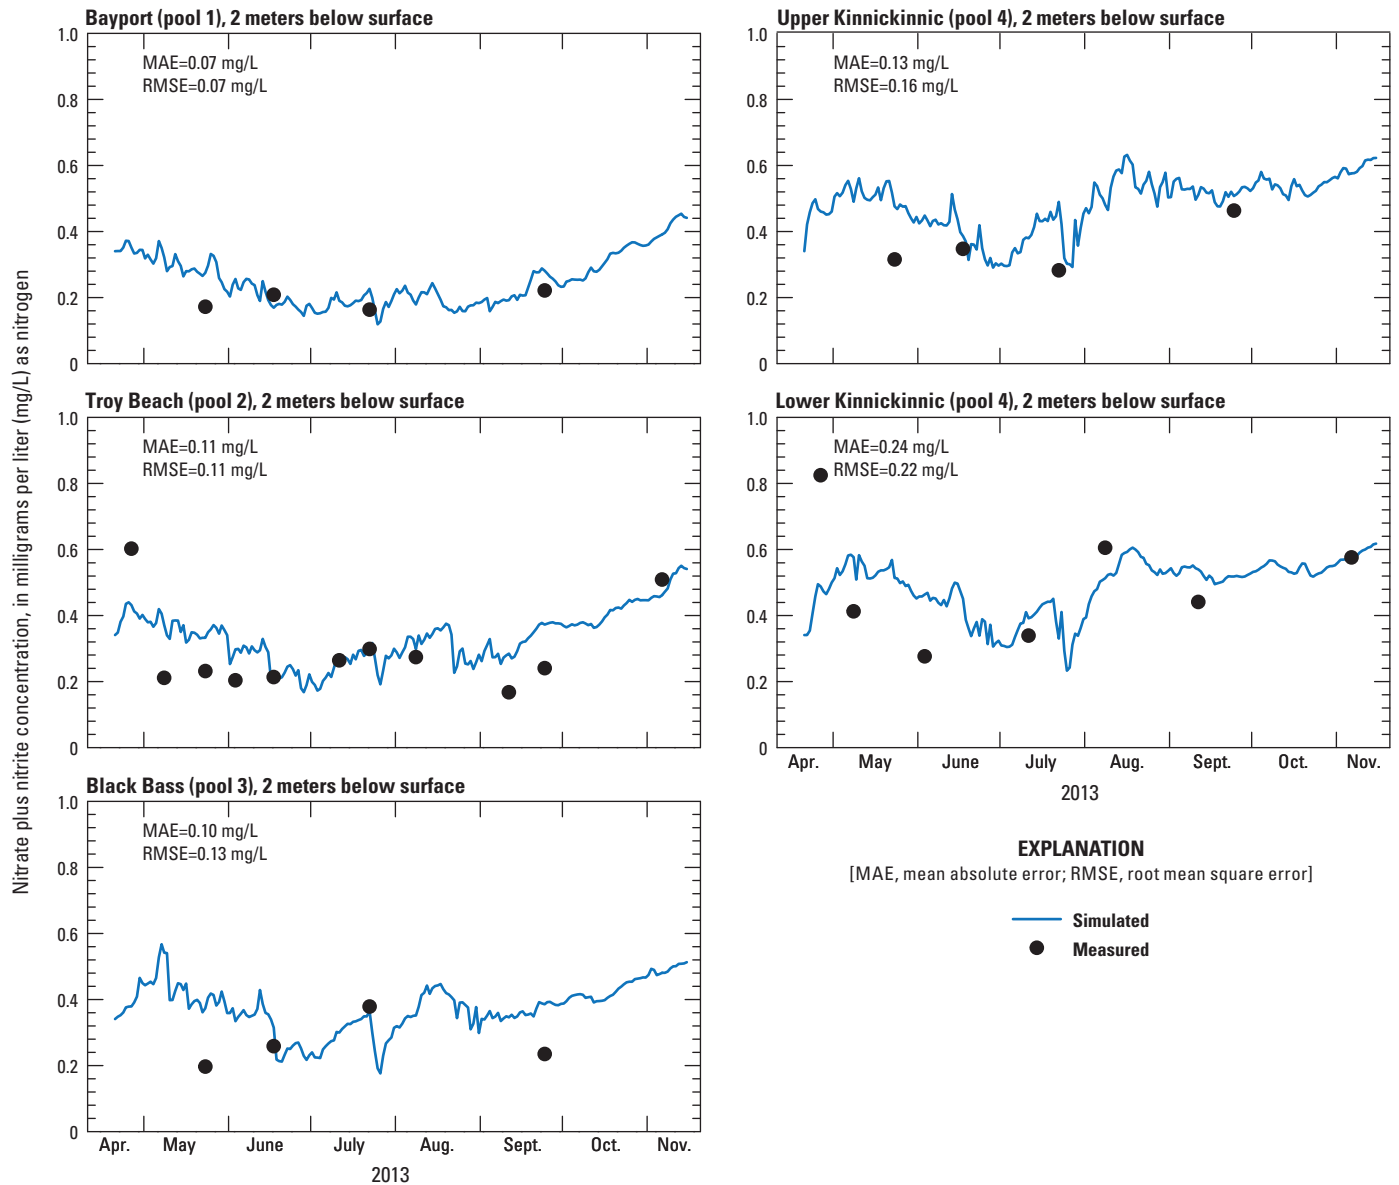 Nitrate plus nitrite concentration, in milligrams per liter (mg/L) as nitrogen
Bayport (pool 1), 2 meters below surface
MAE=0.07 mg/L
RMSE=0.07 mg/L
1.0
0.8
0.6
0.4
0.2
0
Troy Beach (pool 2), 2 meters below surface
MAE=0.11 mg/L
RMSE=0.11 mg/L
1.0
0.8
0.6
0.4
0.2
0
Black Bass (pool 3), 2 meters below surface
MAE=0.10 mg/L
RMSE=0.13 mg/L
1.0
0.8
0.6
0.4
0.2
0
Apr. May June July Aug. Sept. Oct. Nov.
2013
Upper Kinnickinnic (pool 4), 2 meters below surface
MAE=0.13 mg/L
RMSE=0.16 mg/L
1.0
0.8
0.6
0.4
0.2
0
Lower Kinnickinnic (pool 4), 2 meters below surface
MAE=0.24 mg/L
RMSE=0.22 mg/L
1.0
0.8
0.6
0.4
0.2
0
Apr. May June July Aug. Sept. Oct. Nov.
2013
EXPLANATION
[MAE, mean absolute error; RMSE, root mean square error]
Simulated
Measured